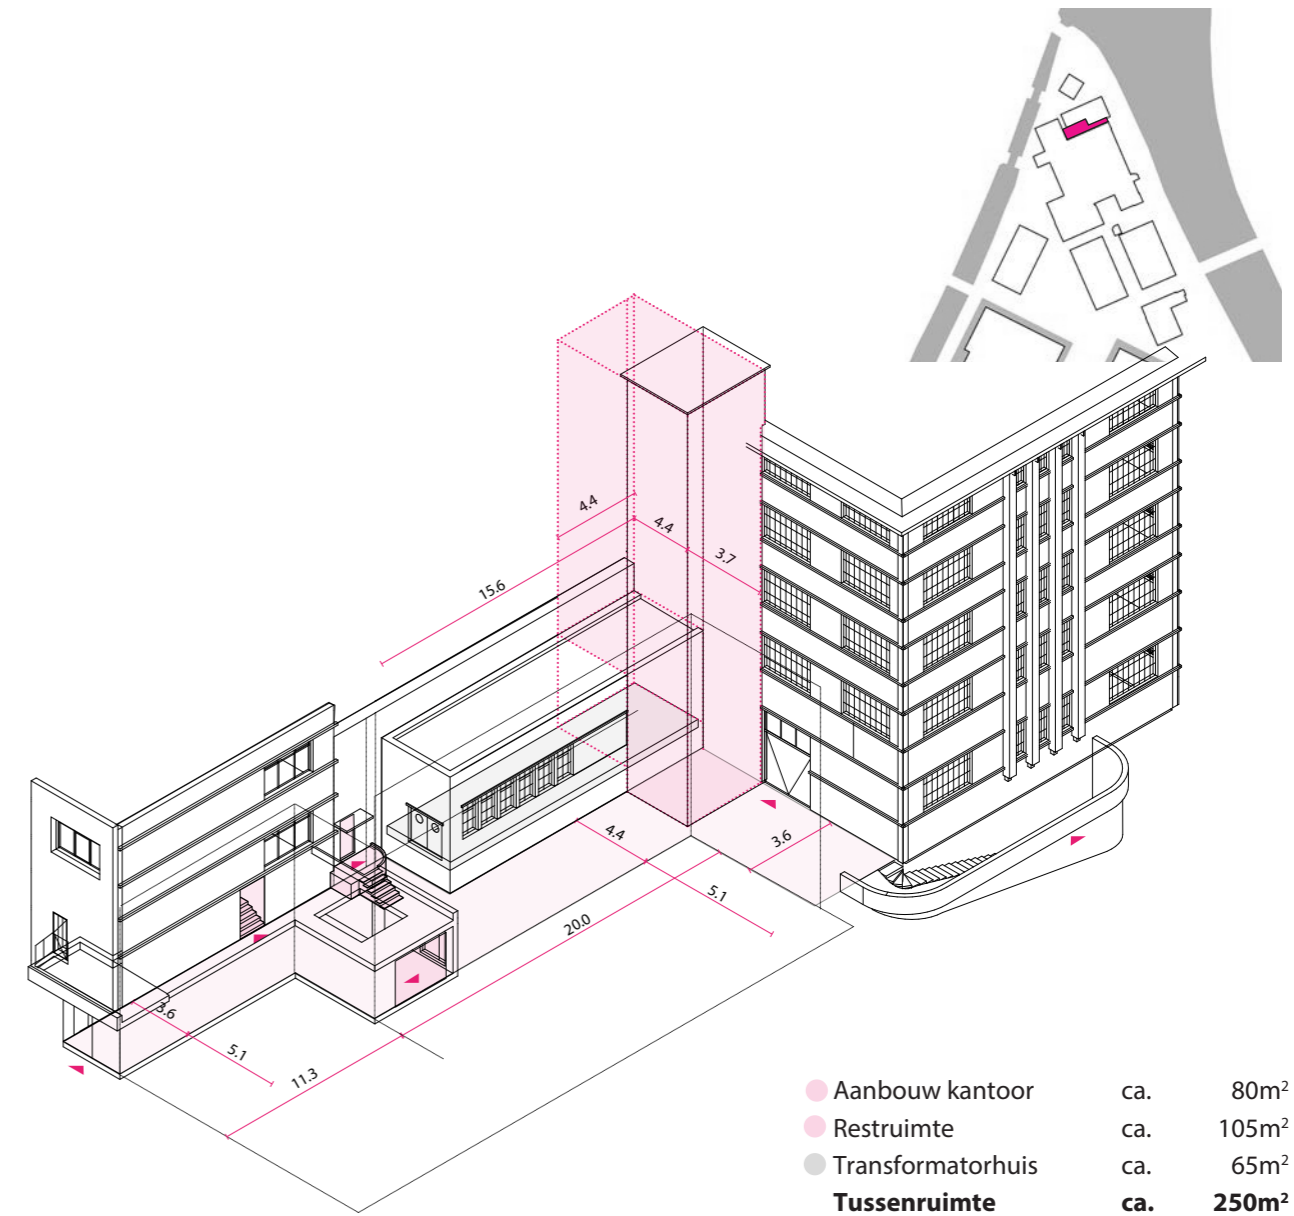 4.4
4.4
3.7
15.6
4.4
3.6
5.1
20.0
3.6
5.1
11.3
Aanbouw kantoor ca. 80m²
Restruimte ca. 105m²
Transformatorhuis ca. 65m²
Tussenruimte ca. 250m²